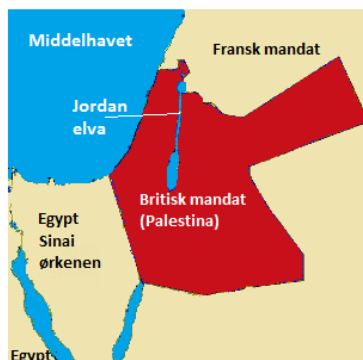 Middelhavet
Fransk mandat
Jordan
elva
Britisk mandat
(Palestina)
Egypt
Sinai
ørkenen
Egypt